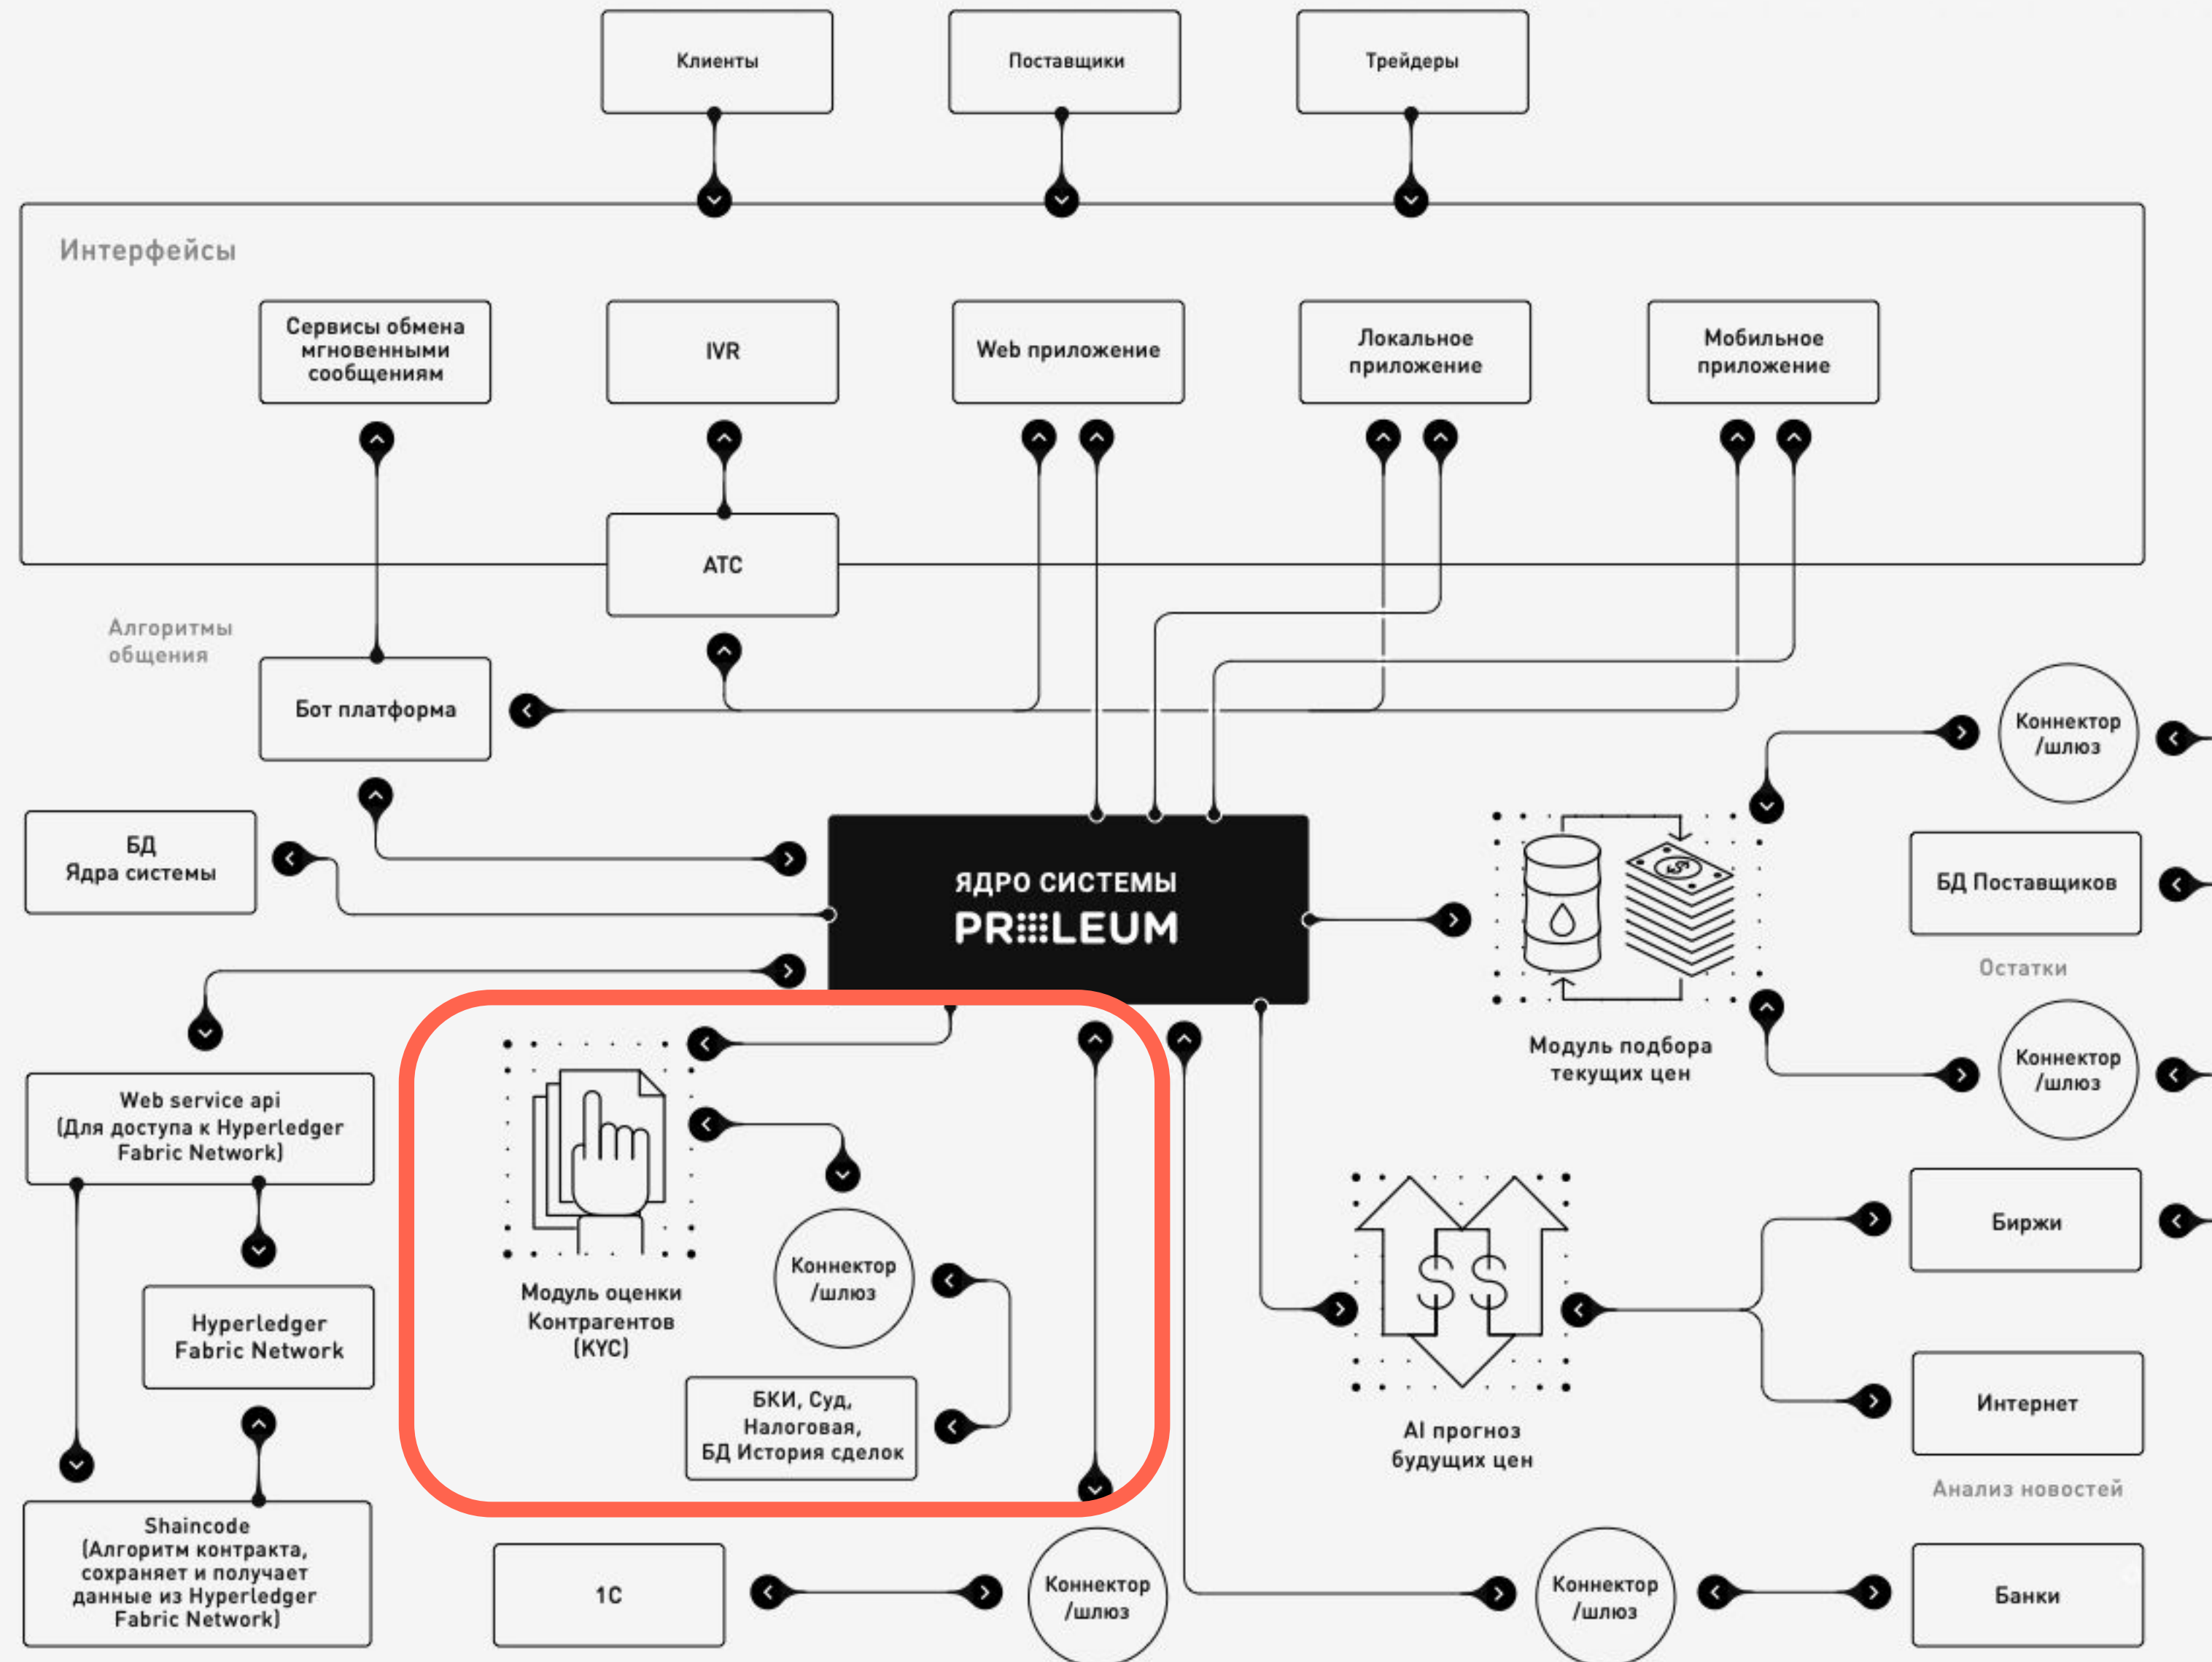 Клиенты
Поставщики
Трейдеры
Интерфейсы
Сервисы обмена
мгновенными
сообщениям
IVR
Web приложение
Локальное
приложение
Мобильное
приложение
АТС
Алгоритмы
общения
Бот платформа
Коннектор
/шлюз
БД
Ядра системы
ЯДРО СИСТЕМЫ
PR LEUM
БД Поставщиков
Остатки
Модуль подбора
текущих цен
Коннектор
/шлюз
Web service api
(Для доступа к Hyperledger
Fabric Network)
Коннектор
/шлюз
Модуль оценки
Контрагентов
(KYC)
Биржи
Hyperledger
Fabric Network
БКИ, Суд,
Налоговая,
БД История сделок
AI прогноз
будущих цен
Интернет
Анализ новостей
Shaincode
(Алгоритм контракта,
сохраняет и получает
данные из Hyperledger
Fabric Network)
1С
Коннектор
/шлюз
Коннектор
/шлюз
Банки